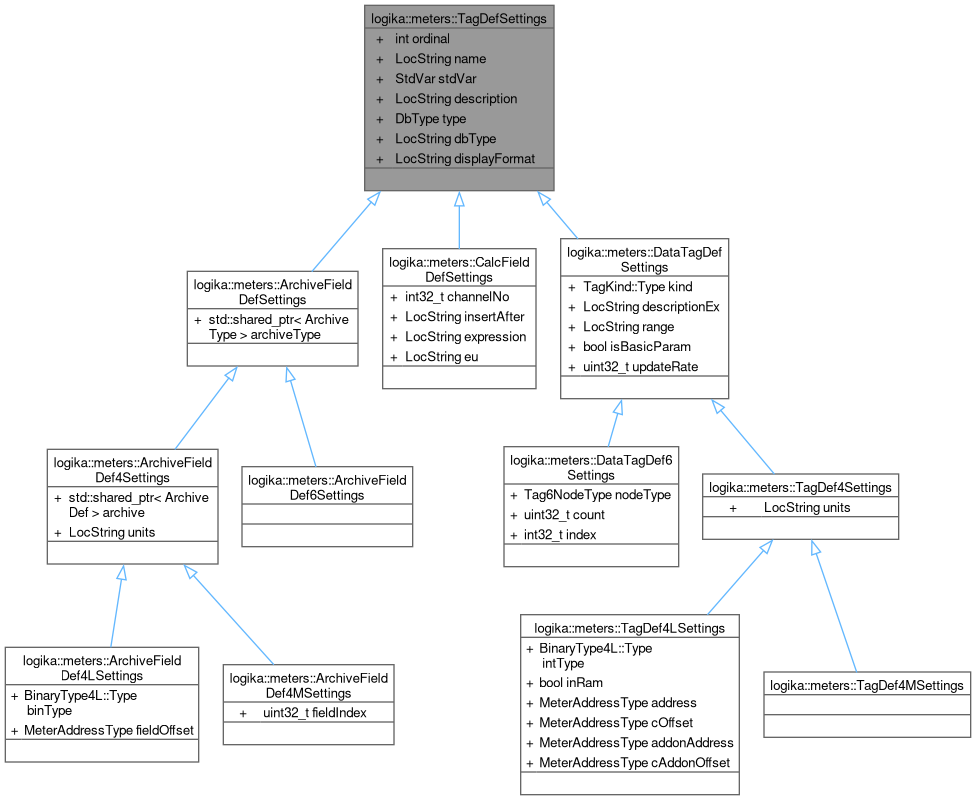 logika::meters::TagDefSettings
+ int ordinal
+ LocString name
+ StdVar stdVar
+ LocString description
+ DbType type
+ LocString dbType
+ LocString displayFormat
logika::meters::ArchiveField
DefSettings
+ std::shared_ptr< Archive
Type > archiveType
logika::meters::CalcField
DefSettings
+ int32_t channelNo
+ LocString insertAfter
+ LocString expression
+ LocString eu
logika::meters::DataTagDef
Settings
+ TagKind::Type kind
+ LocString descriptionEx
+ LocString range
+ bool isBasicParam
+ uint32_t updateRate
logika::meters::ArchiveField
Def4Settings
+ std::shared_ptr< Archive
Def > archive
+ LocString units
logika::meters::ArchiveField
Def6Settings
logika::meters::DataTagDef6
Settings
+ Tag6NodeType nodeType
+ uint32_t count
+ int32_t index
logika::meters::TagDef4Settings
+ LocString units
logika::meters::ArchiveField
Def4LSettings
+ BinaryType4L::Type
binType
+ MeterAddressType fieldOffset
logika::meters::ArchiveField
Def4MSettings
+ uint32_t fieldIndex
logika::meters::TagDef4LSettings
+ BinaryType4L::Type
intType
+ bool inRam
+ MeterAddressType address
+ MeterAddressType cOffset
+ MeterAddressType addonAddress
+ MeterAddressType cAddonOffset
logika::meters::TagDef4MSettings